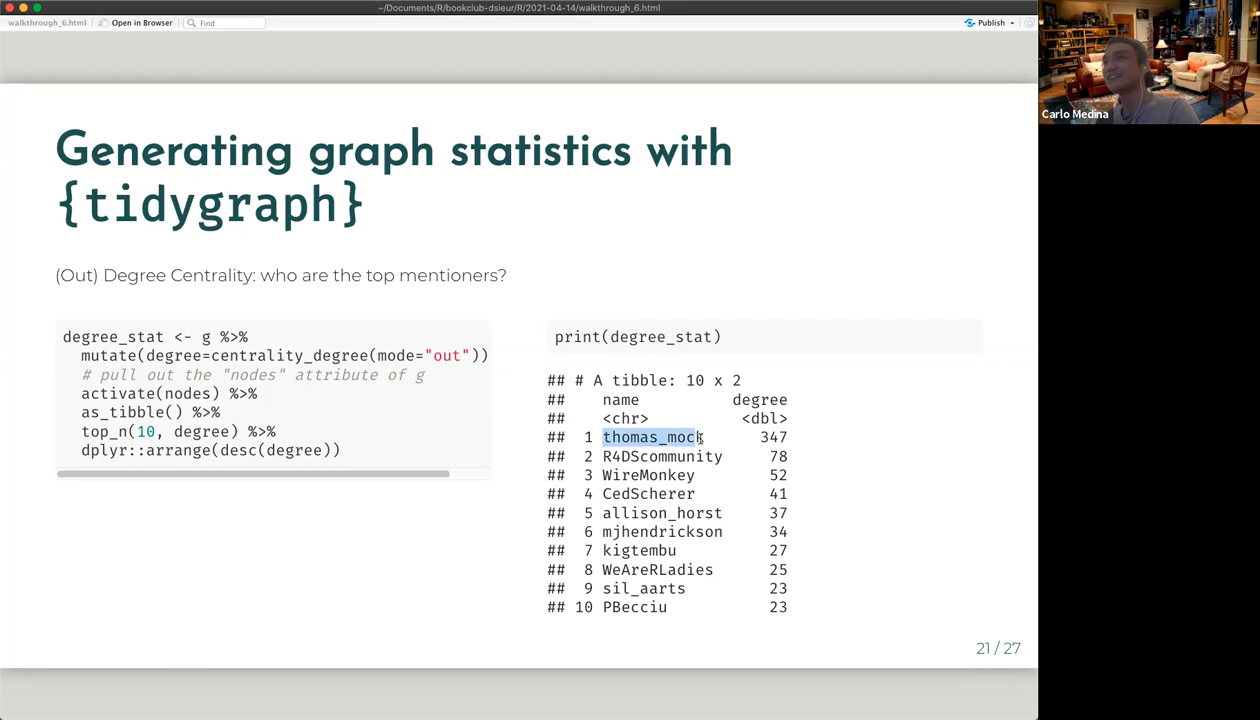 ~/Documents/R/bookclub-dsieur/R/2021-04-14/walkthrough_6.html
walkthrough_6.html
Open in Browser
Find
Publish
Carlo Medina
Generating graph statistics with
{tidygraph}
(Out) Degree Centrality: who are the top mentioners?
degree_stat <- g %>%
  mutate(degree=centrality_degree(mode="out"))
  # pull out the "nodes" attribute of g
  activate(nodes) %>%
  as_tibble() %>%
  top_n(10, degree) %>%
  dplyr::arrange(desc(degree))
print(degree_stat)
## # A tibble: 10 x 2
##    name          degree
##    <chr>          <dbl>
##  1 thomas_mock      347
##  2 R4DScommunity     78
##  3 WireMonkey        52
##  4 CedScherer        41
##  5 allison_horst     37
##  6 mjhendrickson     34
##  7 kigtembu          27
##  8 WeAreRLadies      25
##  9 sil_aarts         23
## 10 PBecciu           23
21 / 27